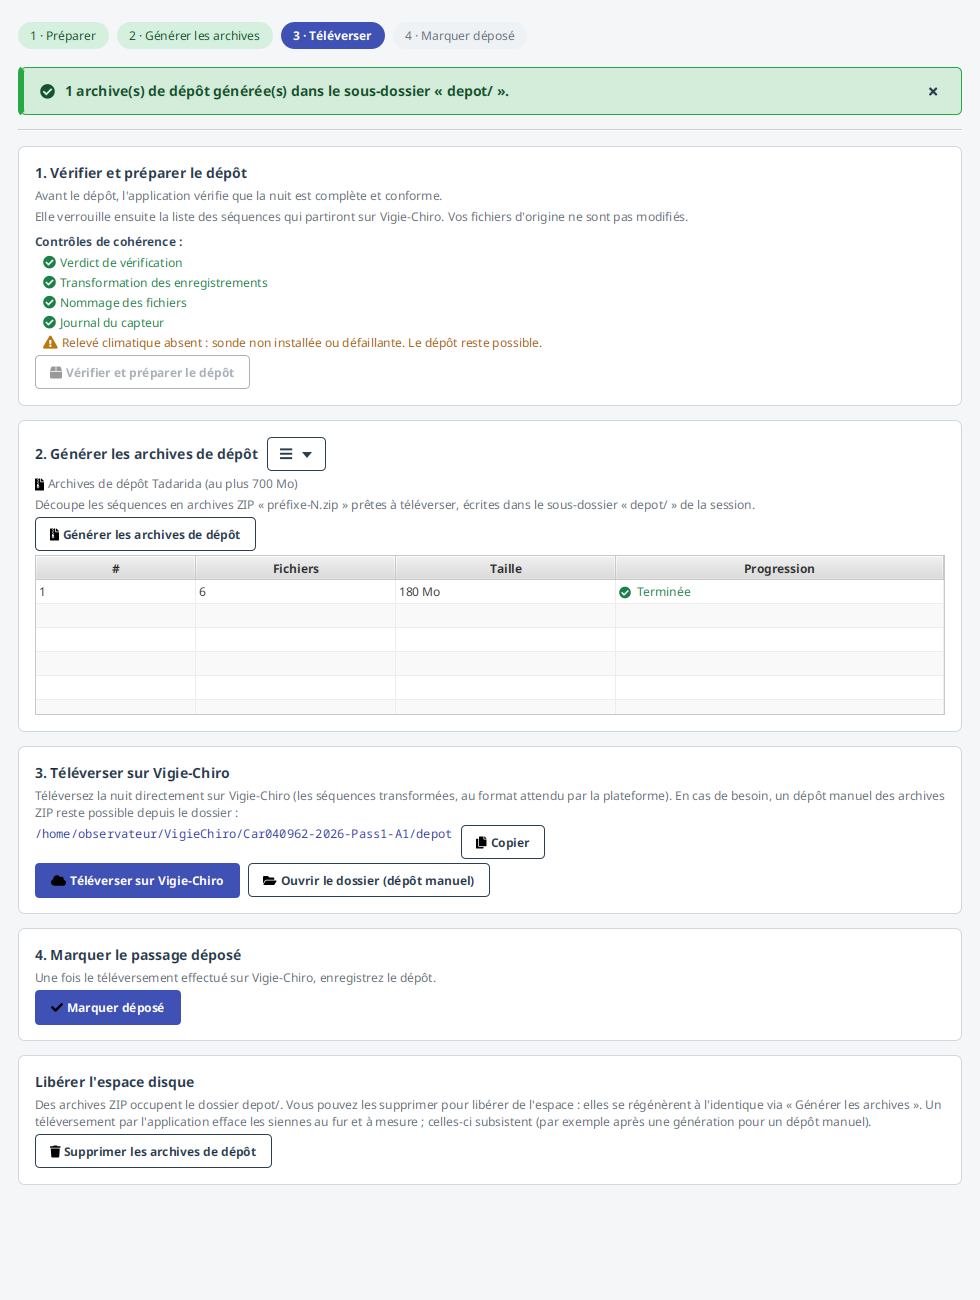 1 · Préparer
2 · Générer les archives
3 · Téléverser
4 · Marquer déposé
1 archive(s) de dépôt générée(s) dans le sous-dossier « depot/ ».
1. Vérifier et préparer le dépôt
Avant le dépôt, l'application vérifie que la nuit est complète et conforme.
Elle verrouille ensuite la liste des séquences qui partiront sur Vigie-Chiro. Vos fichiers d'origine ne sont pas modifiés.
Contrôles de cohérence :
Verdict de vérification
Transformation des enregistrements
Nommage des fichiers
Journal du capteur
Relevé climatique absent : sonde non installée ou défaillante. Le dépôt reste possible.
Vérifier et préparer le dépôt
2. Générer les archives de dépôt
Archives de dépôt Tadarida (au plus 700 Mo)
Découpe les séquences en archives ZIP « préfixe-N.zip » prêtes à téléverser, écrites dans le sous-dossier « depot/ » de la session.
Générer les archives de dépôt
# Fichiers Taille Progression
1 6 180 Mo Terminée
3. Téléverser sur Vigie-Chiro
Téléversez la nuit directement sur Vigie-Chiro (les séquences transformées, au format attendu par la plateforme). En cas de besoin, un dépôt manuel des archives
ZIP reste possible depuis le dossier :
/home/observateur/VigieChiro/Car040962-2026-Pass1-A1/depot
Copier
Téléverser sur Vigie-Chiro
Ouvrir le dossier (dépôt manuel)
4. Marquer le passage déposé
Une fois le téléversement effectué sur Vigie-Chiro, enregistrez le dépôt.
Marquer déposé
Libérer l'espace disque
Des archives ZIP occupent le dossier depot/. Vous pouvez les supprimer pour libérer de l'espace : elles se régénèrent à l'identique via « Générer les archives ». Un
téléversement par l'application efface les siennes au fur et à mesure ; celles-ci subsistent (par exemple après une génération pour un dépôt manuel).
Supprimer les archives de dépôt